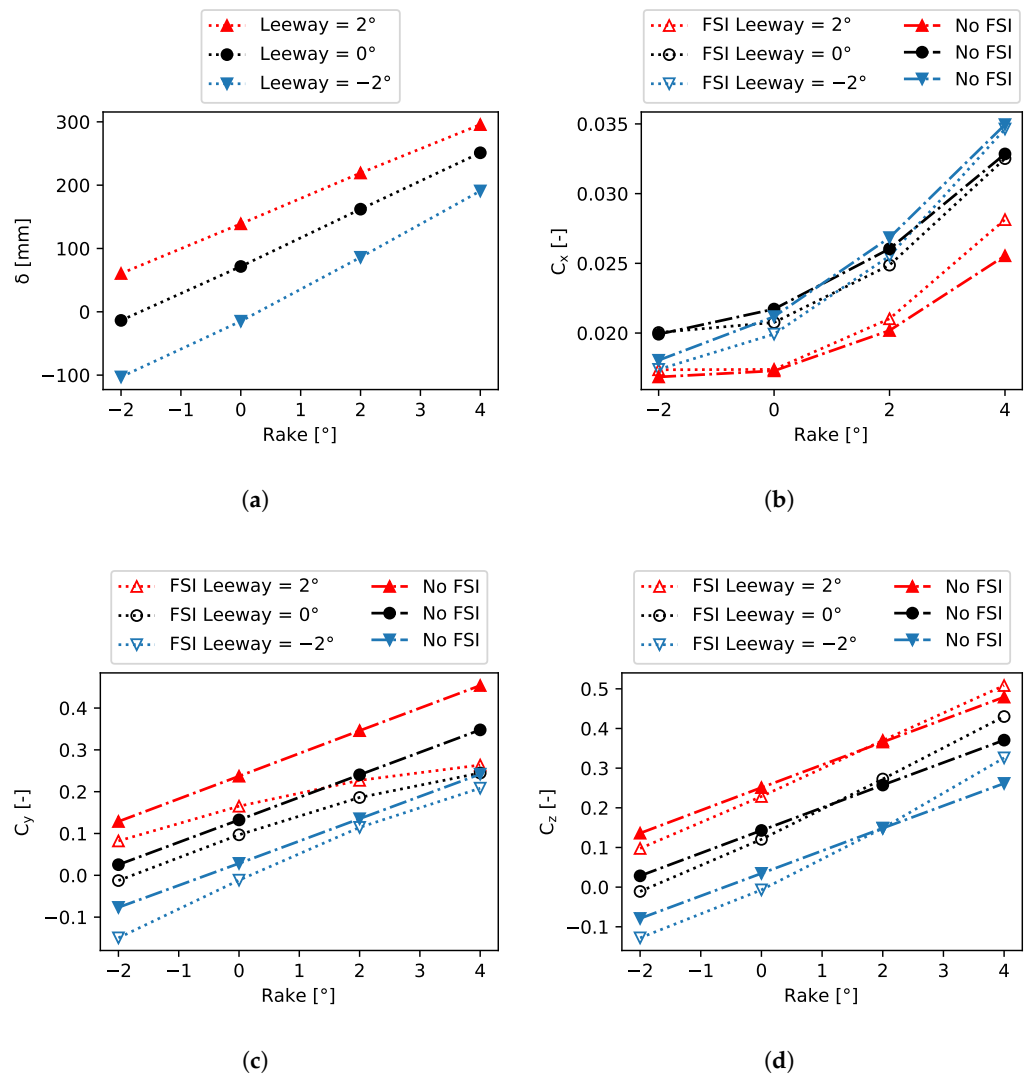 Leeway = 2°
Leeway = 0°
Leeway = −2°
300
200
100
0
−100
δ [mm]
−2 −1 0 1 2 3 4
Rake [°]
(a)
FSI Leeway = 2° No FSI
FSI Leeway = 0° No FSI
FSI Leeway = −2° No FSI
0.035
0.030
0.025
0.020
Cₓ [-]
−2 0 2 4
Rake [°]
(b)
FSI Leeway = 2° No FSI
FSI Leeway = 0° No FSI
FSI Leeway = −2° No FSI
0.4
0.3
0.2
0.1
0.0
−0.1
Cy [-]
−2 −1 0 1 2 3 4
Rake [°]
(c)
FSI Leeway = 2° No FSI
FSI Leeway = 0° No FSI
FSI Leeway = −2° No FSI
0.5
0.4
0.3
0.2
0.1
0.0
−0.1
Cz [-]
−2 −1 0 1 2 3 4
Rake [°]
(d)